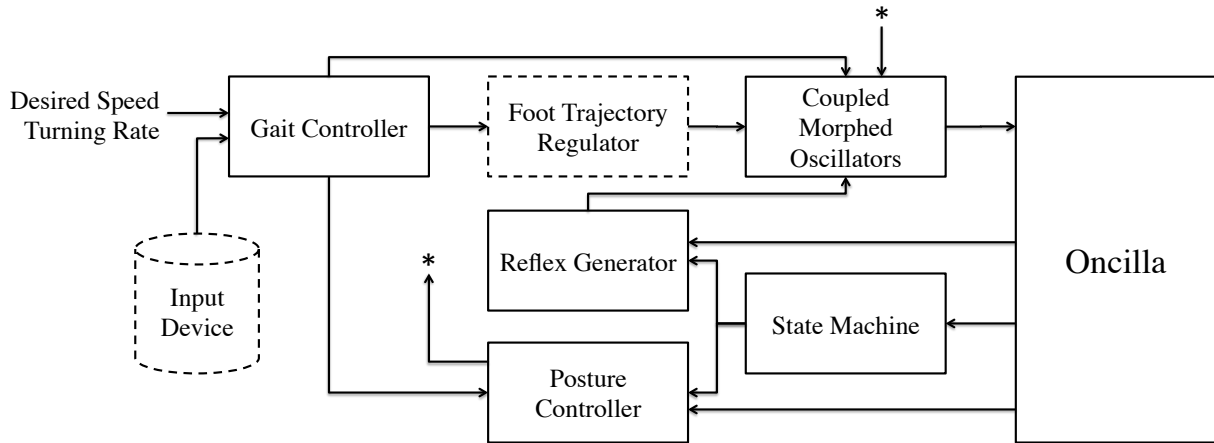 *
Desired Speed
Turning Rate
Gait Controller
Foot Trajectory
Regulator
Coupled
Morphed
Oscillators
*
Reflex Generator
Oncilla
Input
Device
State Machine
Posture
Controller